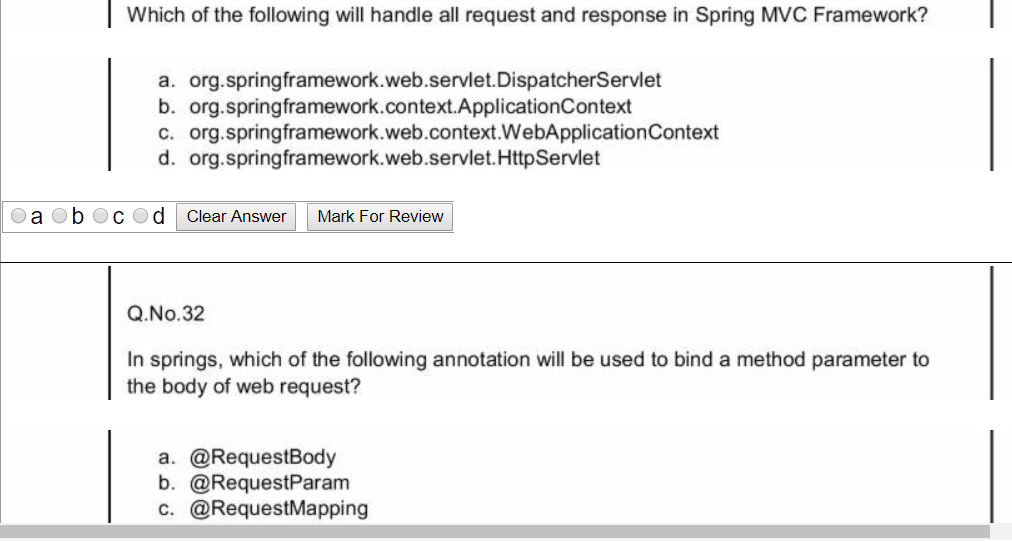 Which of the following will handle all request and response in Spring MVC Framework?
a. org.springframework.web.servlet.DispatcherServlet
b. org.springframework.context.ApplicationContext
c. org.springframework.web.context.WebApplicationContext
d. org.springframework.web.servlet.HttpServlet
a b c d Clear Answer Mark For Review
Q.No.32
In springs, which of the following annotation will be used to bind a method parameter to
the body of web request?
a. @RequestBody
b. @RequestParam
c. @RequestMapping